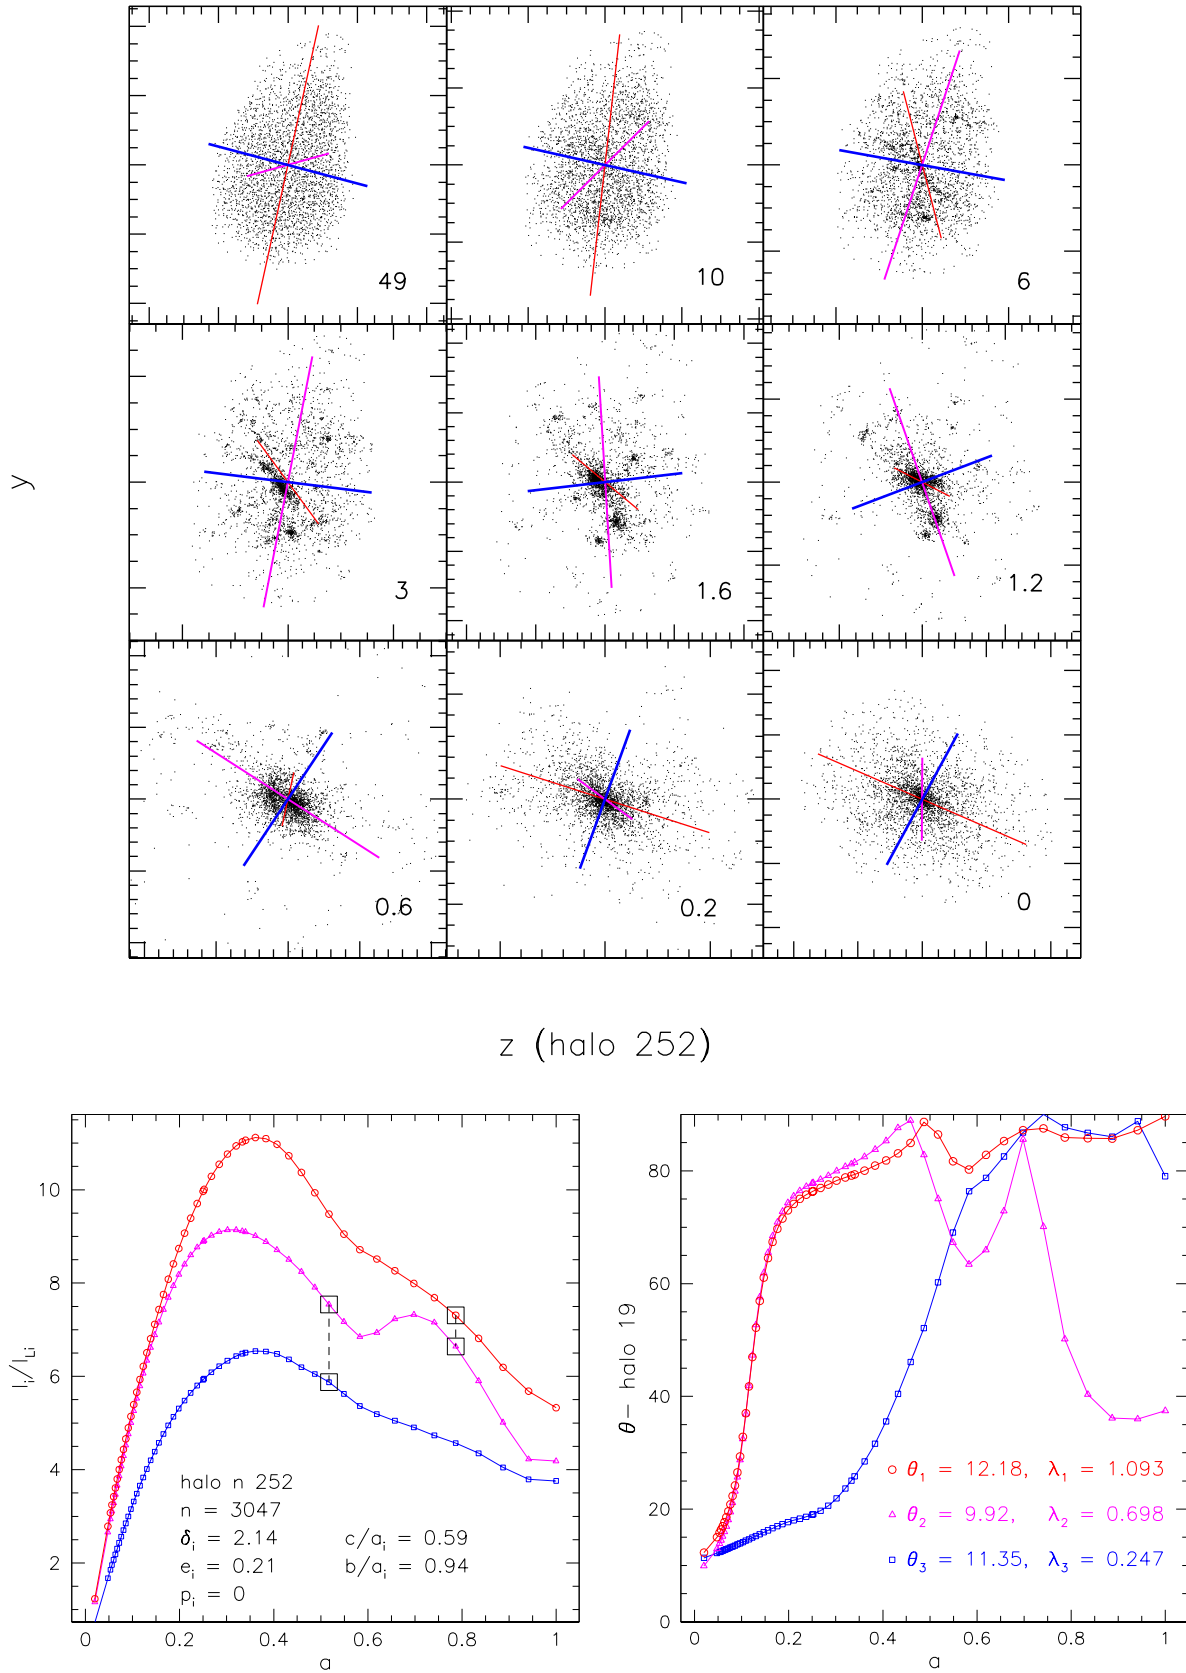 49
10
6
y
3
1.6
1.2
0.6
0.2
0
z (halo 252)
I_i/I_Li
10
8
6
4
2
halo n 252
n = 3047
δ_i = 2.14 c/a_i = 0.59
e_i = 0.21 b/a_i = 0.94
p_i = 0
0 0.2 0.4 0.6 0.8 1
a
θ– halo 19
80
60
40
20
0
θ_1 = 12.18, λ_1 = 1.093
θ_2 = 9.92, λ_2 = 0.698
θ_3 = 11.35, λ_3 = 0.247
0 0.2 0.4 0.6 0.8 1
a